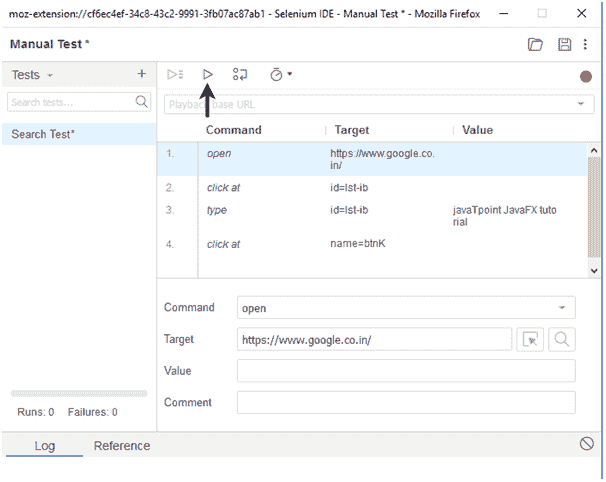 moz-extension://cf6ec4ef-34c8-43c2-9991-3fb07ac87ab1 - Selenium IDE - Manual Test * - Mozilla Firefox
Manual Test *
Tests
Search tests...
Playback base URL
Search Test*
Command Target Value
1. open https://www.google.co.
in/
2. click at id=lst-ib
3. type id=lst-ib javaTpoint JavaFX tuto
rial
4. click at name=btnK
Command open
Target https://www.google.co.in/
Value
Comment
Runs: 0 Failures: 0
Log Reference